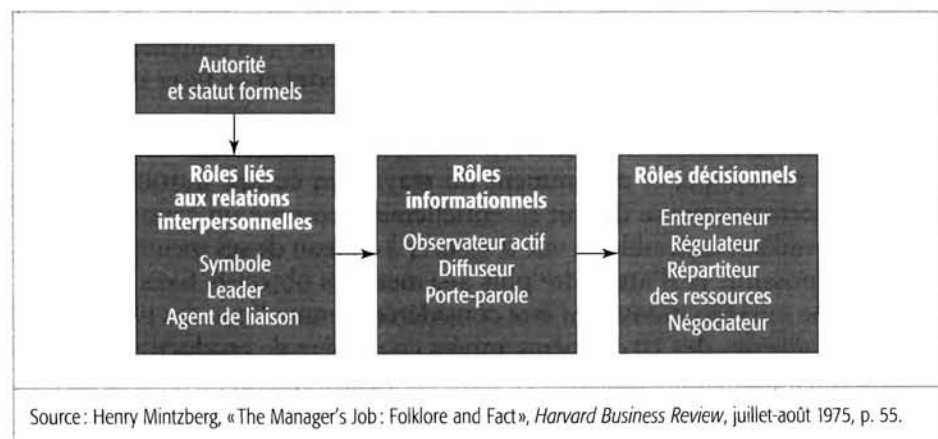 Autorité
et statut formels
Rôles liés
aux relations
interpersonnelles
Symbole
Leader
Agent de liaison
Rôles
informationnels
Observateur actif
Diffuseur
Porte-parole
Rôles décisionnels
Entrepreneur
Régulateur
Répartiteur
des ressources
Négociateur
Source : Henry Mintzberg, « The Manager's Job : Folklore and Fact », Harvard Business Review, juillet-août 1975, p. 55.